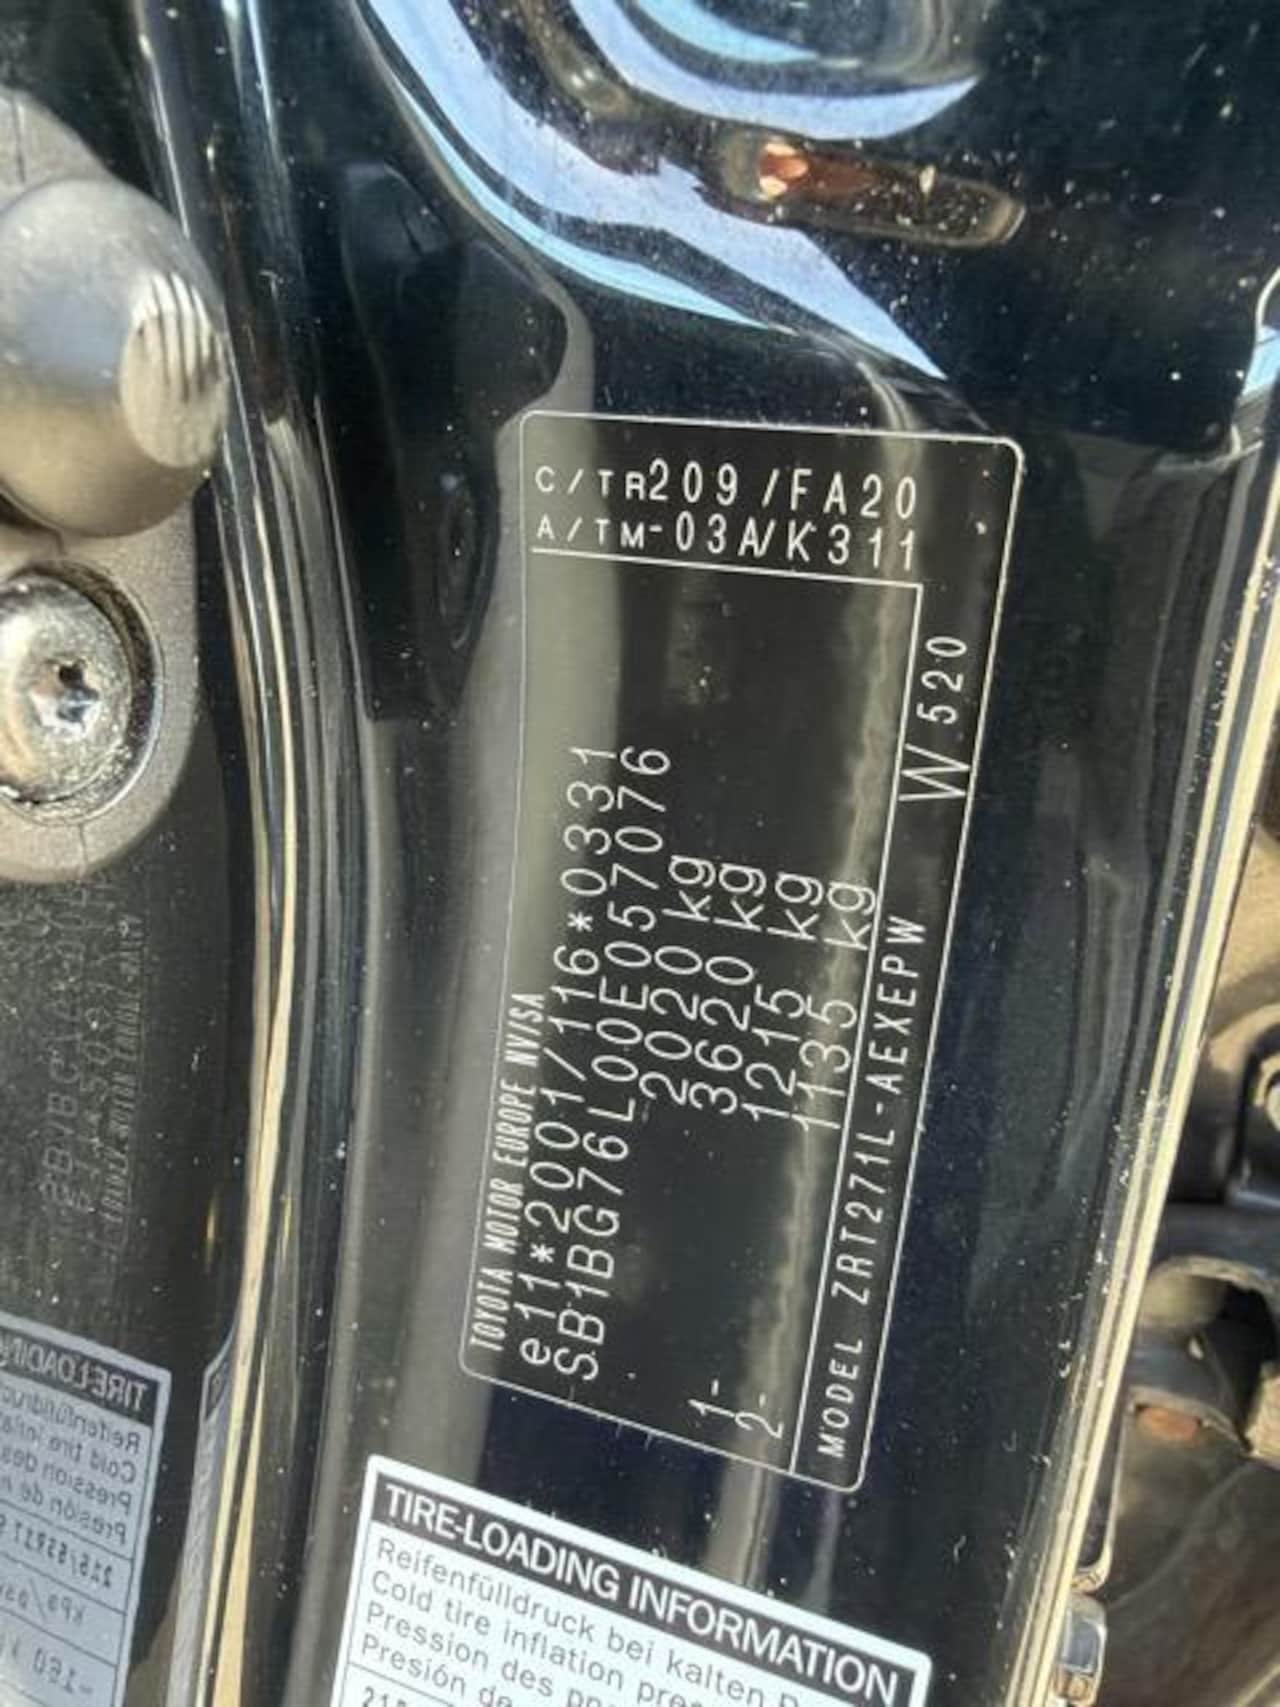 C/TR209/FA20
A/TM-03A/K311
W520
TOYOTA MOTOR EUROPE NV/SA
e11*2001/116*0331
SB1BG76L00E057076
2020 kg
3620 kg
1- 1215 kg
2- 1135 kg
MODEL ZRT271L-AEXEPW
TIRE-LOADING INFORMATION
Reifenfülldruck bei kalten
Cold tire inflation
Pression des
Presión de